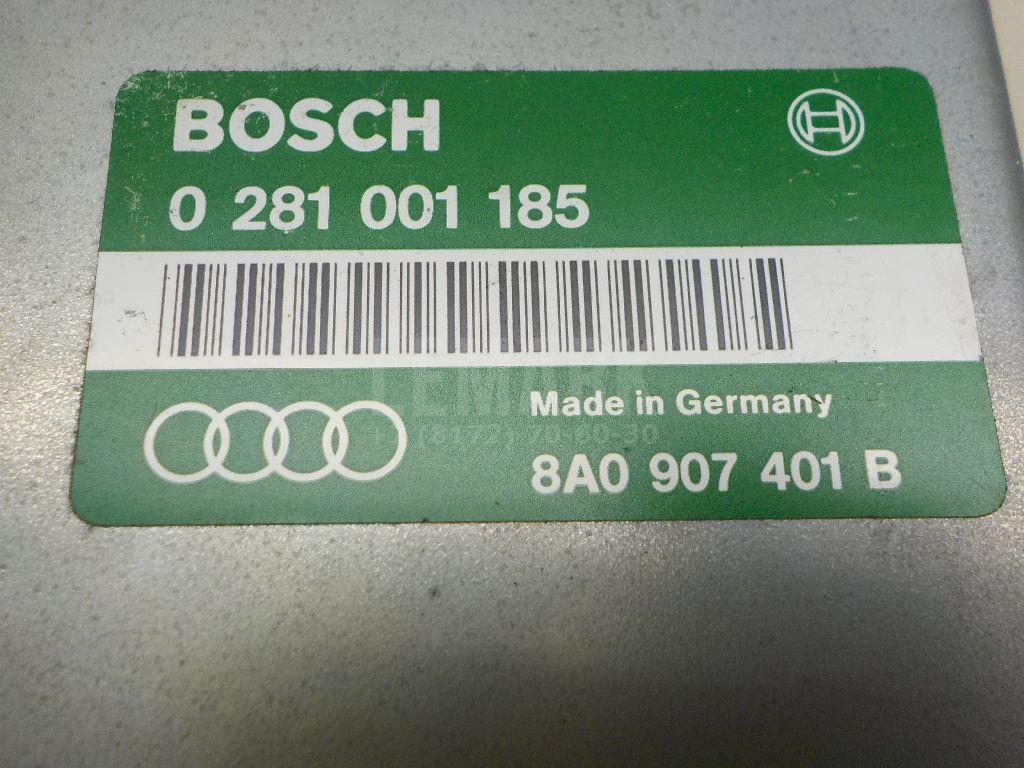 BOSCH
0 281 001 185
Made in Germany
8A0 907 401 B